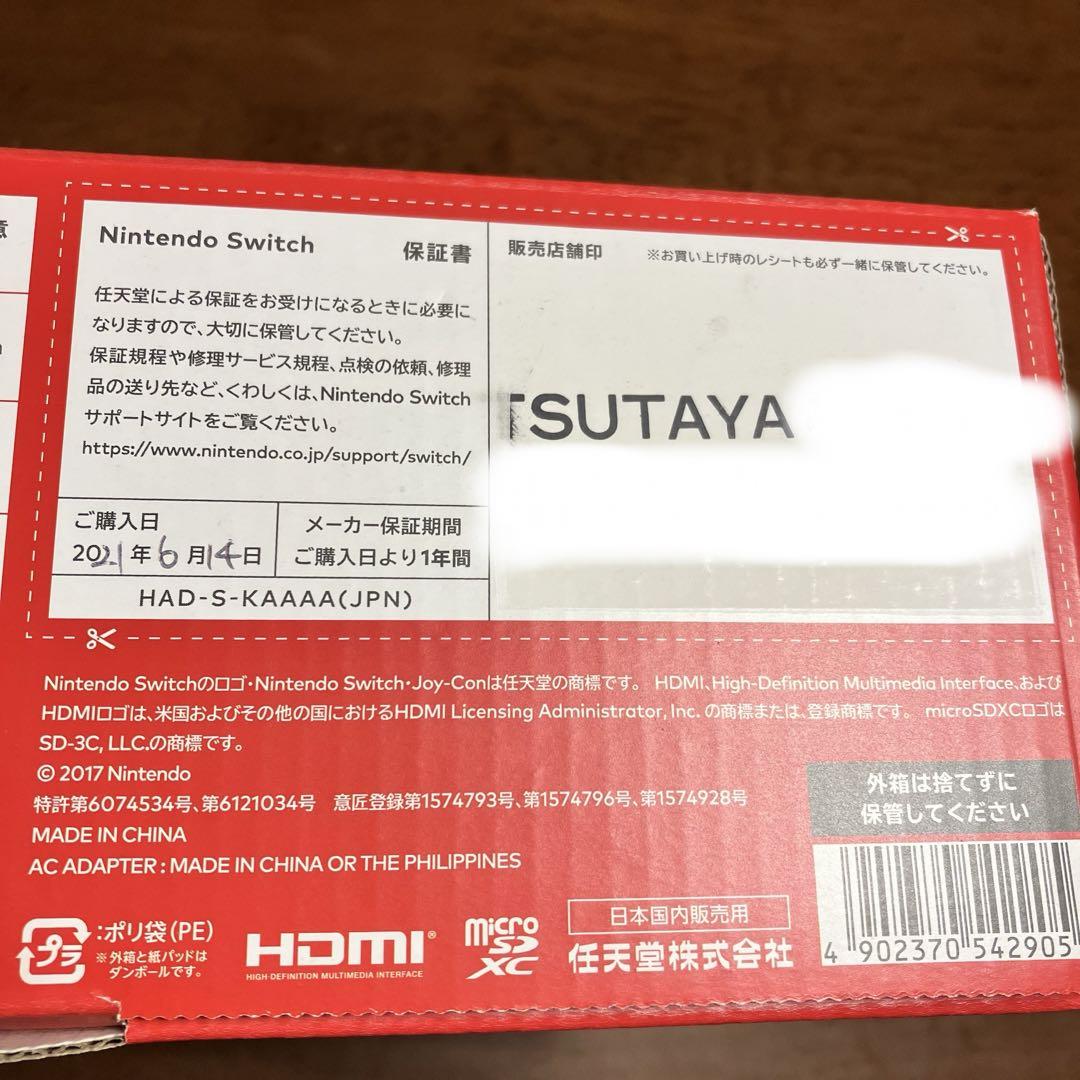 Nintendo Switch 保証書
任天堂による保証をお受けになるときに必要に
なりますので、大切に保管してください。
保証規程や修理サービス規程、点検の依頼、修理
品の送り先など、くわしくは、Nintendo Switch
サポートサイトをご覧ください。
https://www.nintendo.co.jp/support/switch/
ご購入日
2021年6月14日
メーカー保証期間
ご購入日より1年間
HAD-S-KAAAA(JPN)
販売店舗印 ※お買い上げ時のレシートも必ず一緒に保管してください。
TSUTAYA
Nintendo Switchのロゴ・Nintendo Switch・Joy-Conは任天堂の商標です。 HDMI、High-Definition Multimedia Interface、および
HDMIロゴは、米国およびその他の国におけるHDMI Licensing Administrator, Inc. の商標または、登録商標です。 microSDXCロゴは
SD-3C, LLC.の商標です。
© 2017 Nintendo
特許第6074534号、第6121034号 意匠登録第1574793号、第1574796号、第1574928号
MADE IN CHINA
AC ADAPTER : MADE IN CHINA OR THE PHILIPPINES
外箱は捨てずに
保管してください
プラ
:ポリ袋(PE)
※外箱と紙パッドは
ダンボールです。
HDMI®
HIGH-DEFINITION MULTIMEDIA INTERFACE
micro
SD
XC
日本国内販売用
任天堂株式会社
4 902370 542905